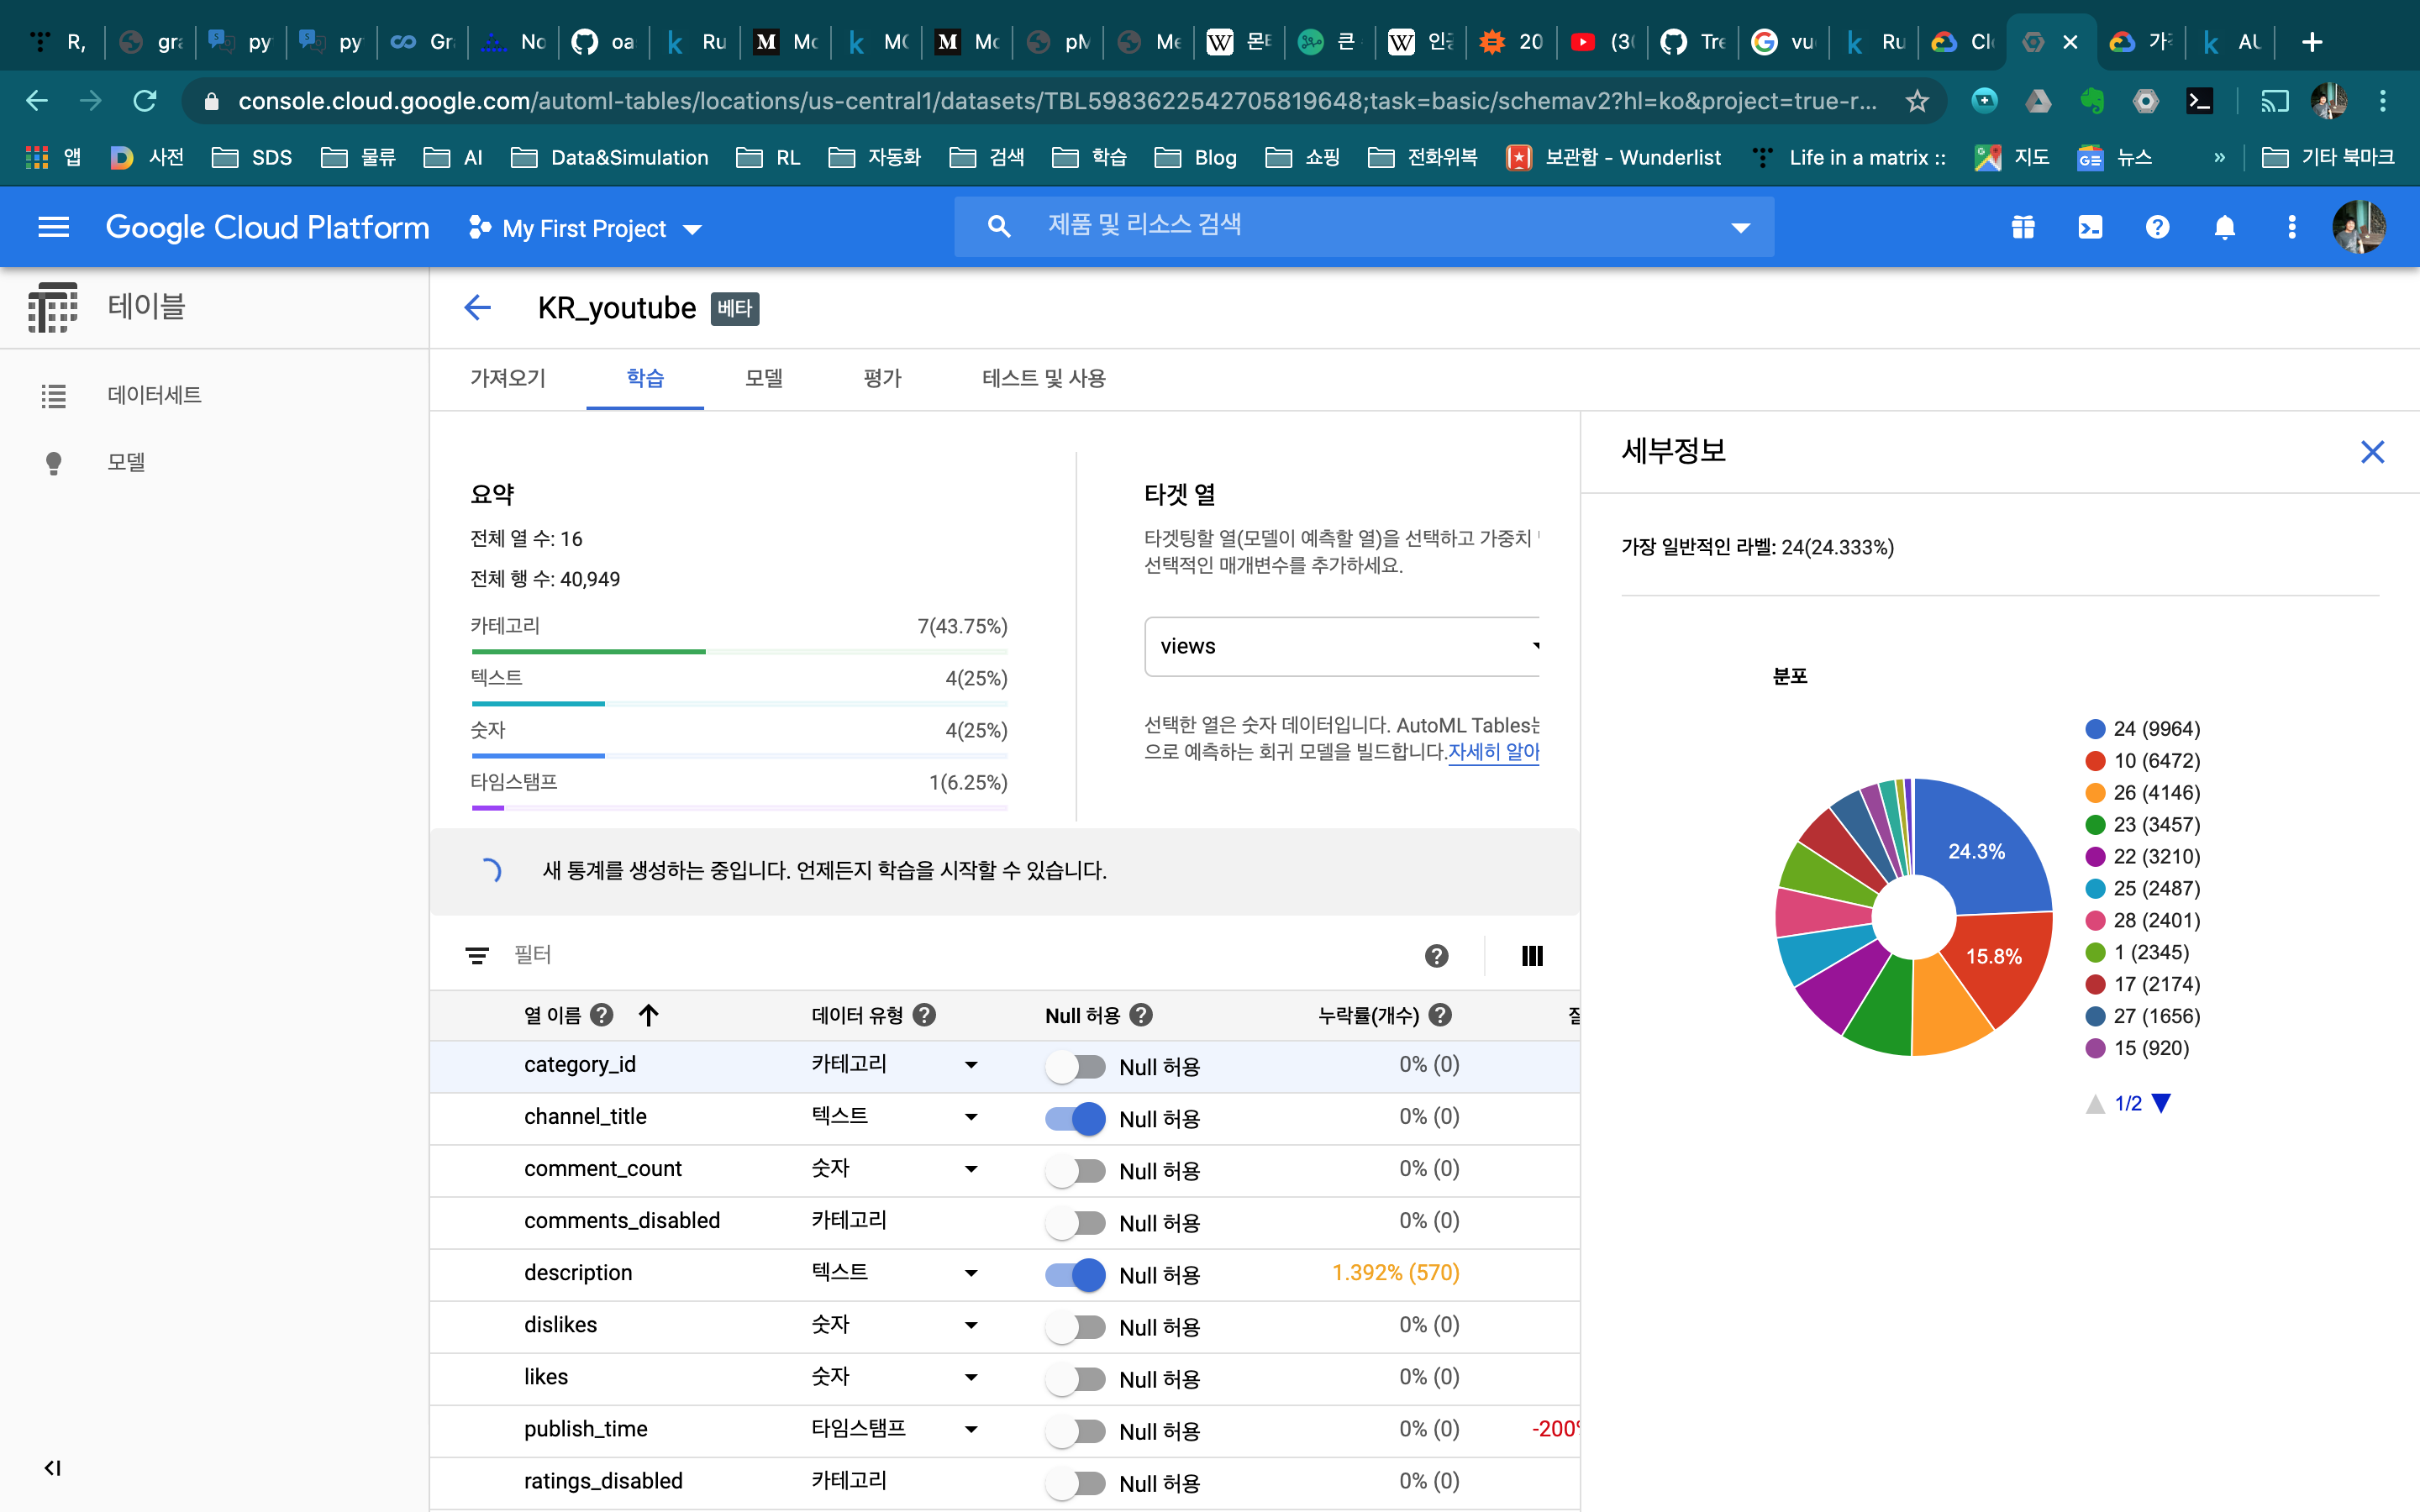 R,
gra
py
py
Gr
No
oa
Ru
M
Mo
MO
M
Mo
pM
Me
W
몬
큰
W
인
20
(3
Tre
vu
Ru
Clo
가
AU
console.cloud.google.com/automl-tables/locations/us-central1/datasets/TBL5983622542705819648;task=basic/schemav2?hl=ko&project=true-r...
앱
사전
SDS
물류
AI
Data&Simulation
RL
자동화
검색
학습
Blog
쇼핑
전화위복
보관함 - Wunderlist
Life in a matrix ::
지도
뉴스
»
기타 북마크
Google Cloud Platform
My First Project
제품 및 리소스 검색
테이블
데이터세트
모델
KR_youtube
베타
가져오기
학습
모델
평가
테스트 및 사용
요약
전체 열 수: 16
전체 행 수: 40,949
카테고리 7(43.75%)
텍스트 4(25%)
숫자 4(25%)
타임스탬프 1(6.25%)
타겟 열
타겟팅할 열(모델이 예측할 열)을 선택하고 가중치
선택적인 매개변수를 추가하세요.
views
선택한 열은 숫자 데이터입니다. AutoML Tables는
으로 예측하는 회귀 모델을 빌드합니다.자세히 알아
새 통계를 생성하는 중입니다. 언제든지 학습을 시작할 수 있습니다.
필터
열 이름 데이터 유형 Null 허용 누락률(개수)
category_id 카테고리 Null 허용 0% (0)
channel_title 텍스트 Null 허용 0% (0)
comment_count 숫자 Null 허용 0% (0)
comments_disabled 카테고리 Null 허용 0% (0)
description 텍스트 Null 허용 1.392% (570)
dislikes 숫자 Null 허용 0% (0)
likes 숫자 Null 허용 0% (0)
publish_time 타임스탬프 Null 허용 0% (0) -200%
ratings_disabled 카테고리 Null 허용 0% (0)
세부정보
가장 일반적인 라벨: 24(24.333%)
분포
24.3%
15.8%
24 (9964)
10 (6472)
26 (4146)
23 (3457)
22 (3210)
25 (2487)
28 (2401)
1 (2345)
17 (2174)
27 (1656)
15 (920)
1/2